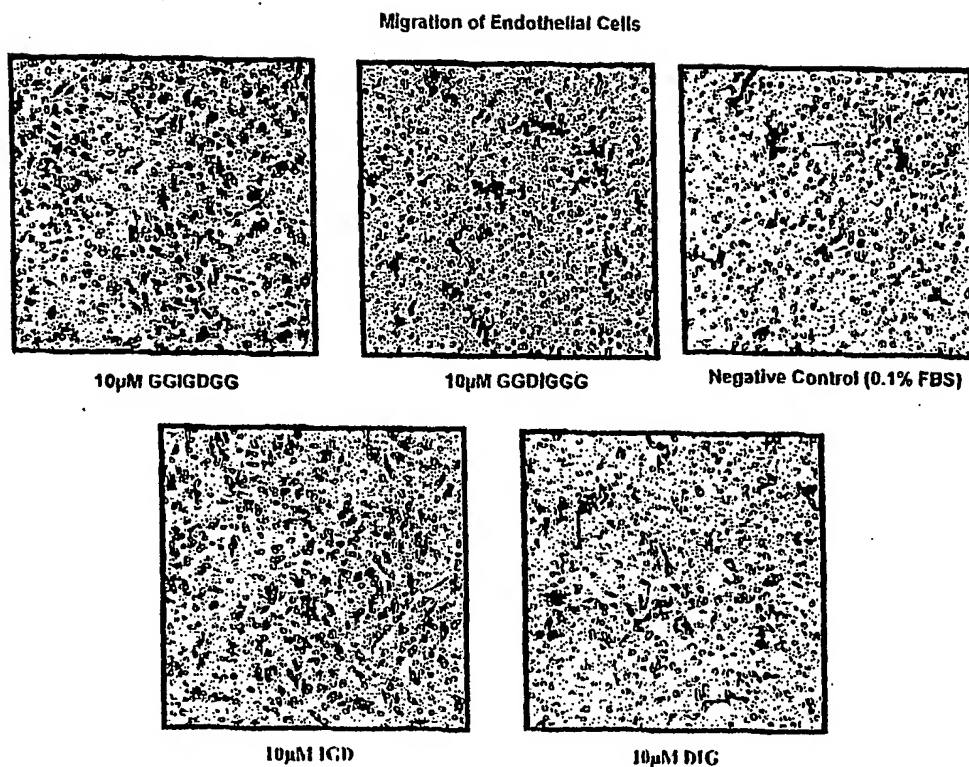 Migration of Endothelial Cells
10µM GGIGDGG
10µM GGDIGGG
Negative Control (0.1% FBS)
10µM IGD
10µM DIG